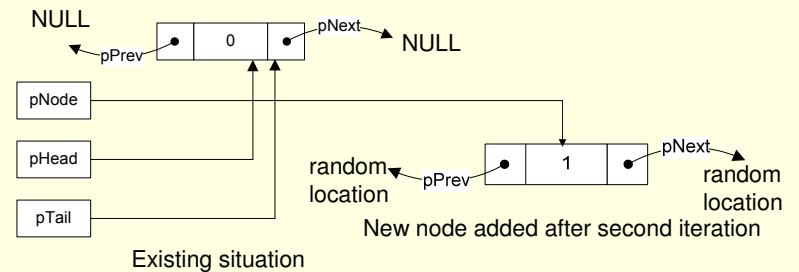 NULL
pPrev
0
pNext
NULL
pNode
pHead
pTail
random
location
pPrev
1
pNext
random
location
New node added after second iteration
Existing situation